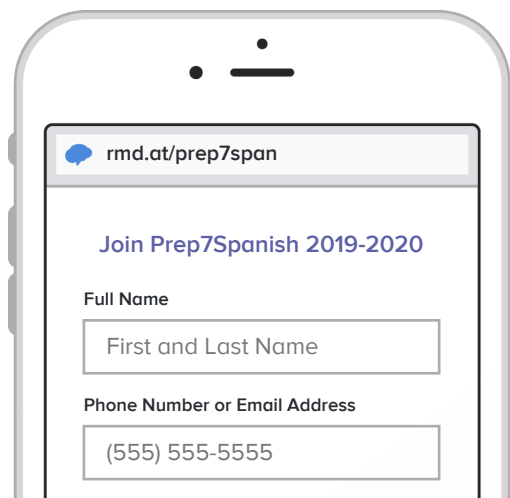 rmd.at/prep7span
Join Prep7Spanish 2019-2020
Full Name
First and Last Name
Phone Number or Email Address
(555) 555-5555